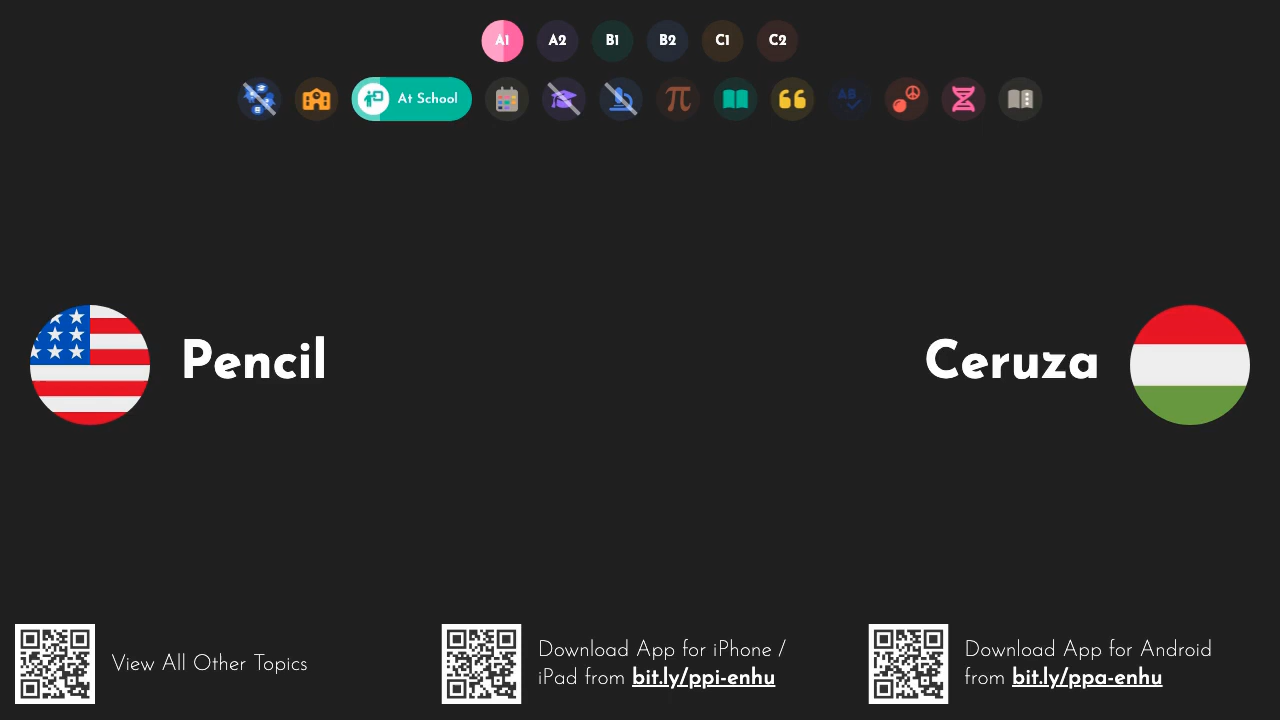 A1 A2 B1 B2 C1 C2
At School
Pencil
Ceruza
View All Other Topics
Download App for iPhone /
iPad from bit.ly/ppi-enhu
Download App for Android
from bit.ly/ppa-enhu